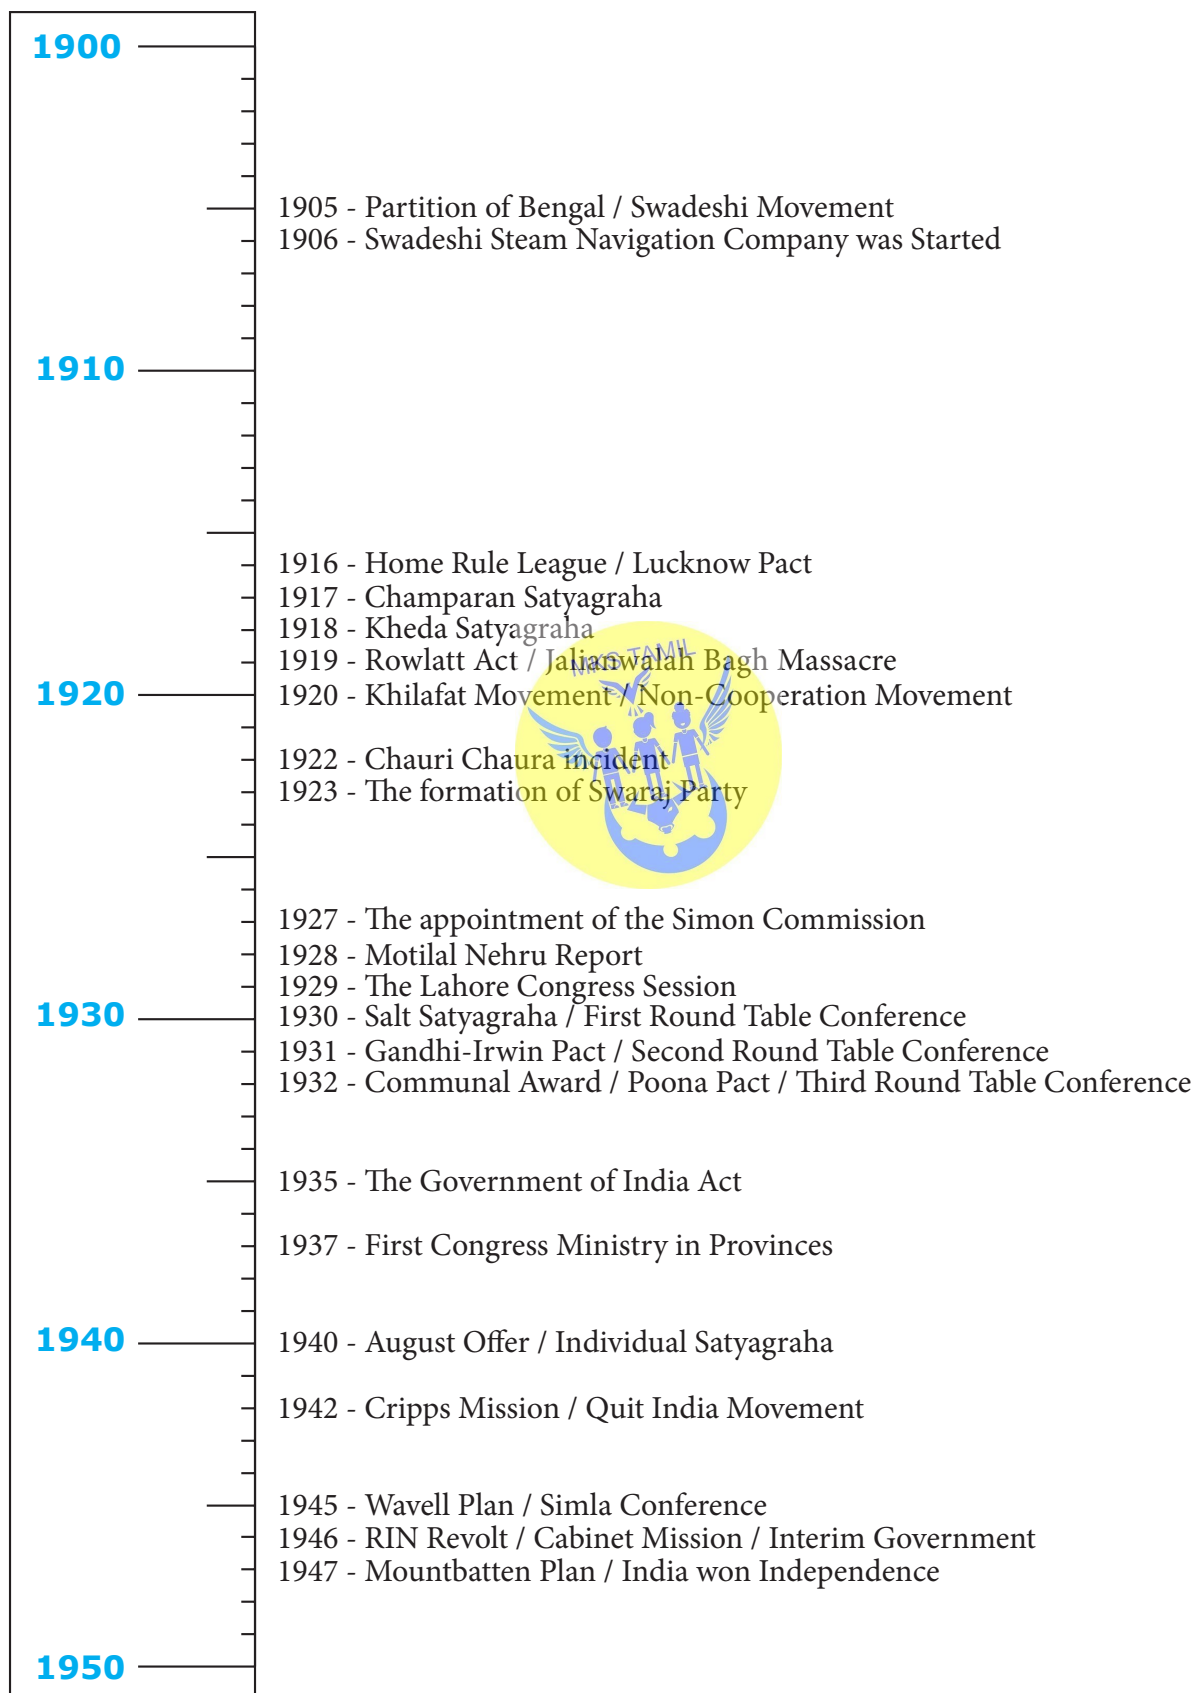 1900
1905 - Partition of Bengal / Swadeshi Movement
1906 - Swadeshi Steam Navigation Company was Started
1910
1916 - Home Rule League / Lucknow Pact
1917 - Champaran Satyagraha
1918 - Kheda Satyagraha
MKS TAMIL
1919 - Rowlatt Act / Jalianwalah Bagh Massacre
1920
1920 - Khilafat Movement / Non-Cooperation Movement
1922 - Chauri Chaura incident
1923 - The formation of Swaraj Party
1927 - The appointment of the Simon Commission
1928 - Motilal Nehru Report
1929 - The Lahore Congress Session
1930
1930 - Salt Satyagraha / First Round Table Conference
1931 - Gandhi-Irwin Pact / Second Round Table Conference
1932 - Communal Award / Poona Pact / Third Round Table Conference
1935 - The Government of India Act
1937 - First Congress Ministry in Provinces
1940
1940 - August Offer / Individual Satyagraha
1942 - Cripps Mission / Quit India Movement
1945 - Wavell Plan / Simla Conference
1946 - RIN Revolt / Cabinet Mission / Interim Government
1947 - Mountbatten Plan / India won Independence
1950